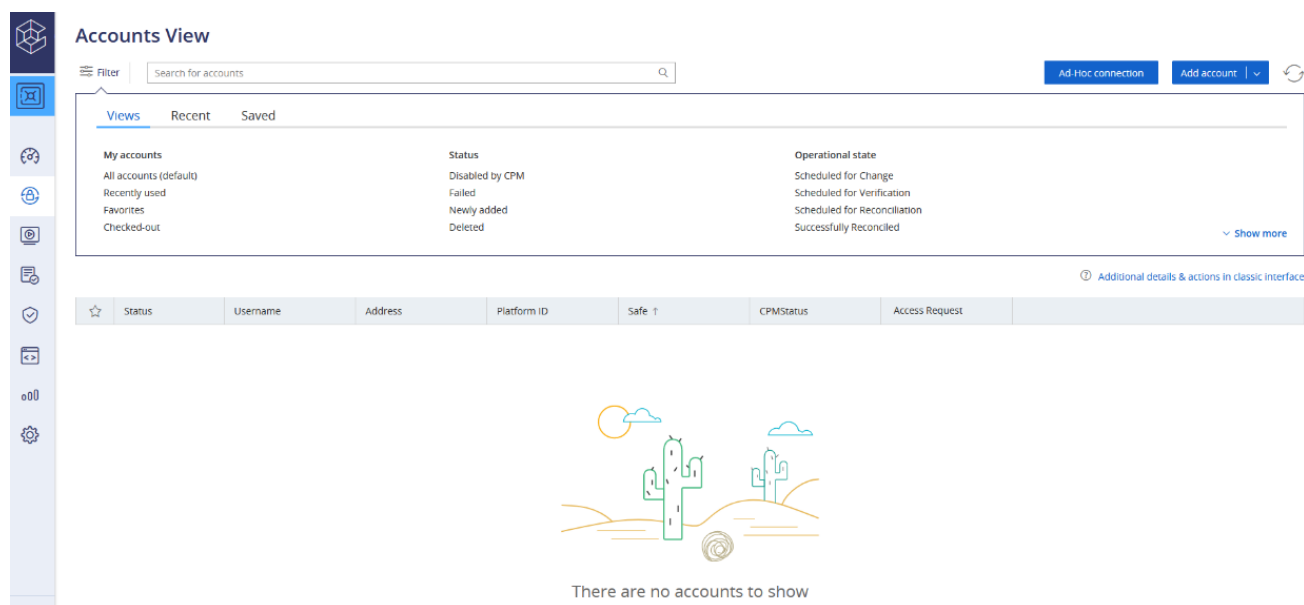 Accounts View
Filter
Search for accounts
Ad-Hoc connection
Add account
Views Recent Saved
My accounts Status Operational state
All accounts (default) Disabled by CPM Scheduled for Change
Recently used Failed Scheduled for Verification
Favorites Newly added Scheduled for Reconciliation
Checked-out Deleted Successfully Reconciled
Show more
Additional details & actions in classic interface
Status Username Address Platform ID Safe ↑ CPMStatus Access Request
There are no accounts to show